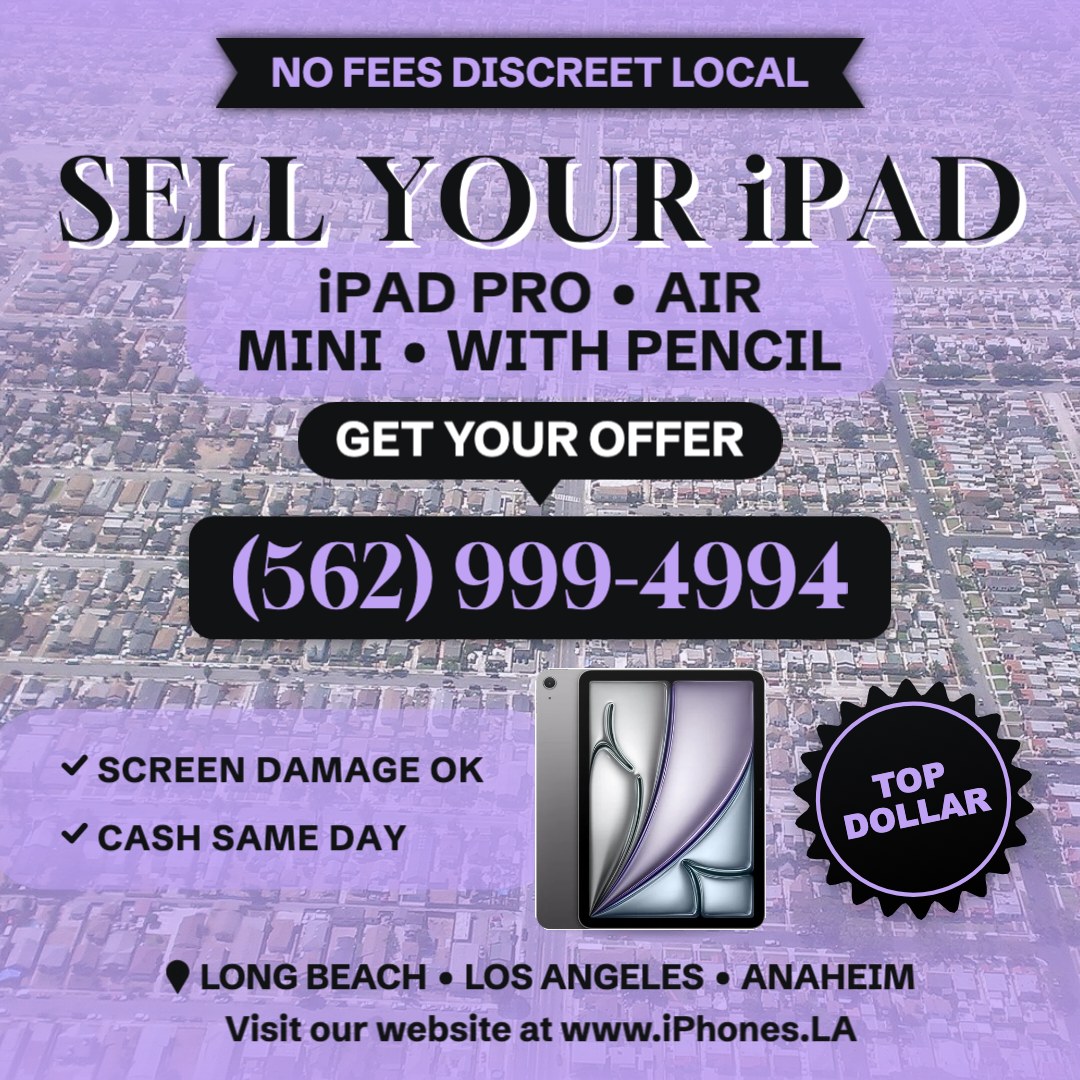 NO FEES DISCREET LOCAL
SELL YOUR iPAD
iPAD PRO • AIR
MINI • WITH PENCIL
GET YOUR OFFER
(562) 999-4994
✓ SCREEN DAMAGE OK
✓ CASH SAME DAY
TOP
DOLLAR
LONG BEACH • LOS ANGELES • ANAHEIM
Visit our website at www.iPhones.LA